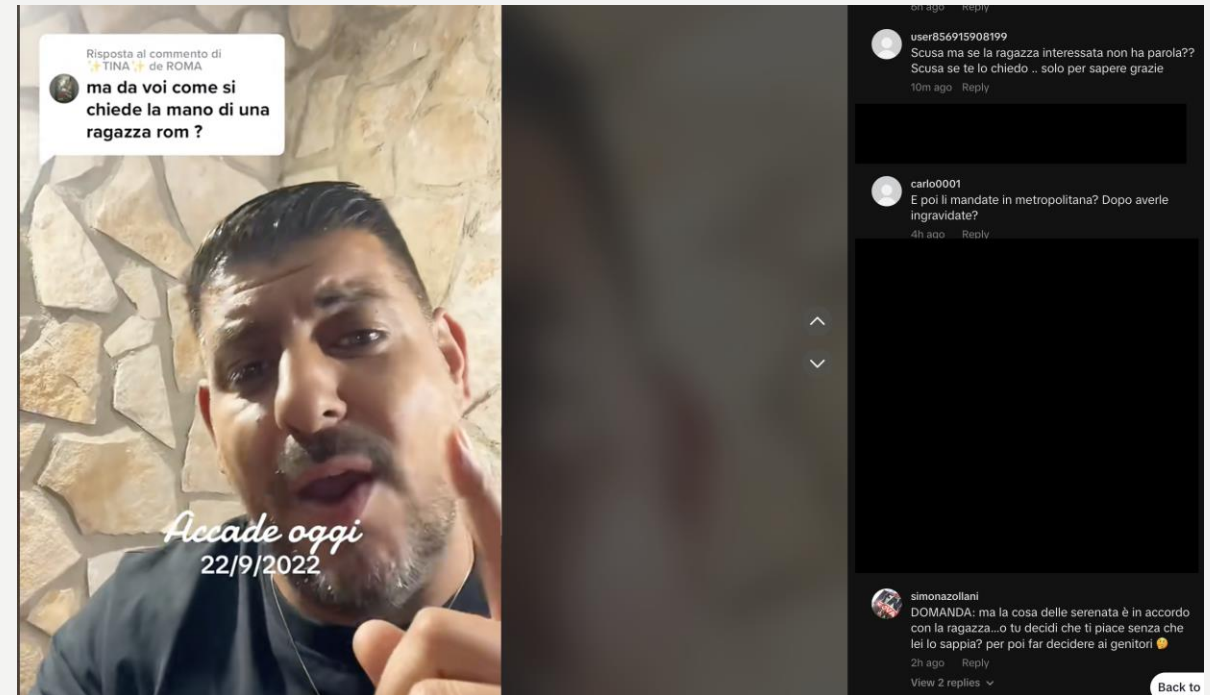 Risposta al commento di
✨TINA✨ de ROMA
ma da voi come si
chiede la mano di una
ragazza rom ?
Accade oggi
22/9/2022
6h ago Reply
user856915908199
Scusa ma se la ragazza interessata non ha parola??
Scusa se te lo chiedo .. solo per sapere grazie
10m ago Reply
carlo0001
E poi li mandate in metropolitana? Dopo averle
ingravidate?
4h ago Reply
simonazollani
DOMANDA: ma la cosa delle serenata è in accordo
con la ragazza...o tu decidi che ti piace senza che
lei lo sappia? per poi far decidere ai genitori 🤔
2h ago Reply
View 2 replies
Back to